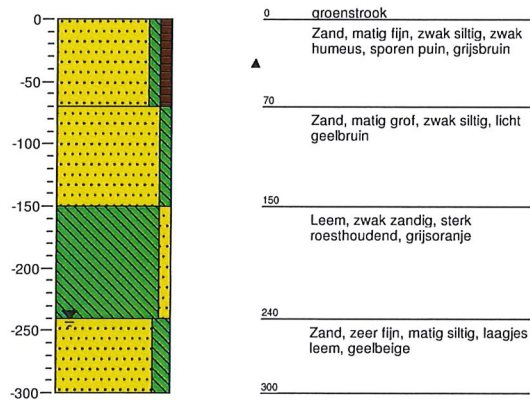 0
-50
-100
-150
-200
-250
-300
0 groenstrook
Zand, matig fijn, zwak siltig, zwak
humeus, sporen puin, grijsbruin
70
Zand, matig grof, zwak siltig, licht
geelbruin
150
Leem, zwak zandig, sterk
roesthoudend, grijsoranje
240
Zand, zeer fijn, matig siltig, laagjes
leem, geelbeige
300